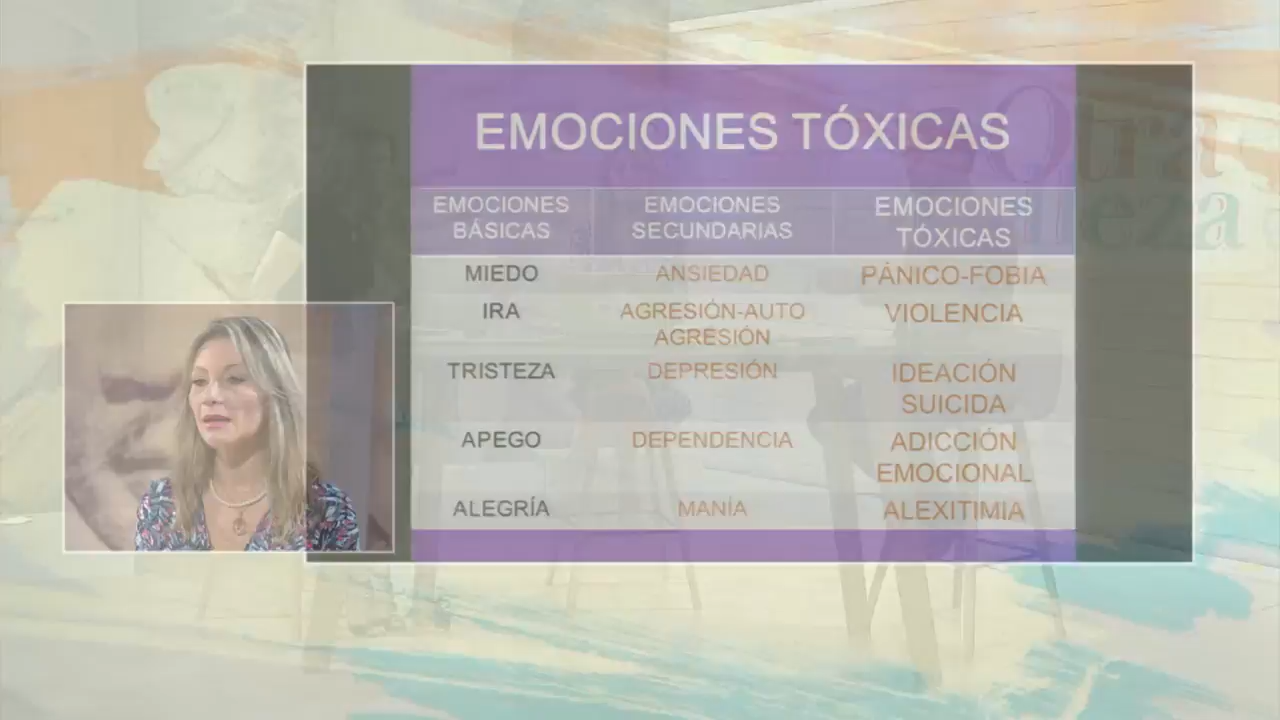 EMOCIONES TÓXICAS
EMOCIONES BÁSICAS
EMOCIONES SECUNDARIAS
EMOCIONES TÓXICAS
MIEDO ANSIEDAD PÁNICO-FOBIA
IRA AGRESIÓN-AUTO AGRESIÓN VIOLENCIA
TRISTEZA DEPRESIÓN IDEACIÓN SUICIDA
APEGO DEPENDENCIA ADICCIÓN EMOCIONAL
ALEGRÍA MANÍA ALEXITIMIA
Otra